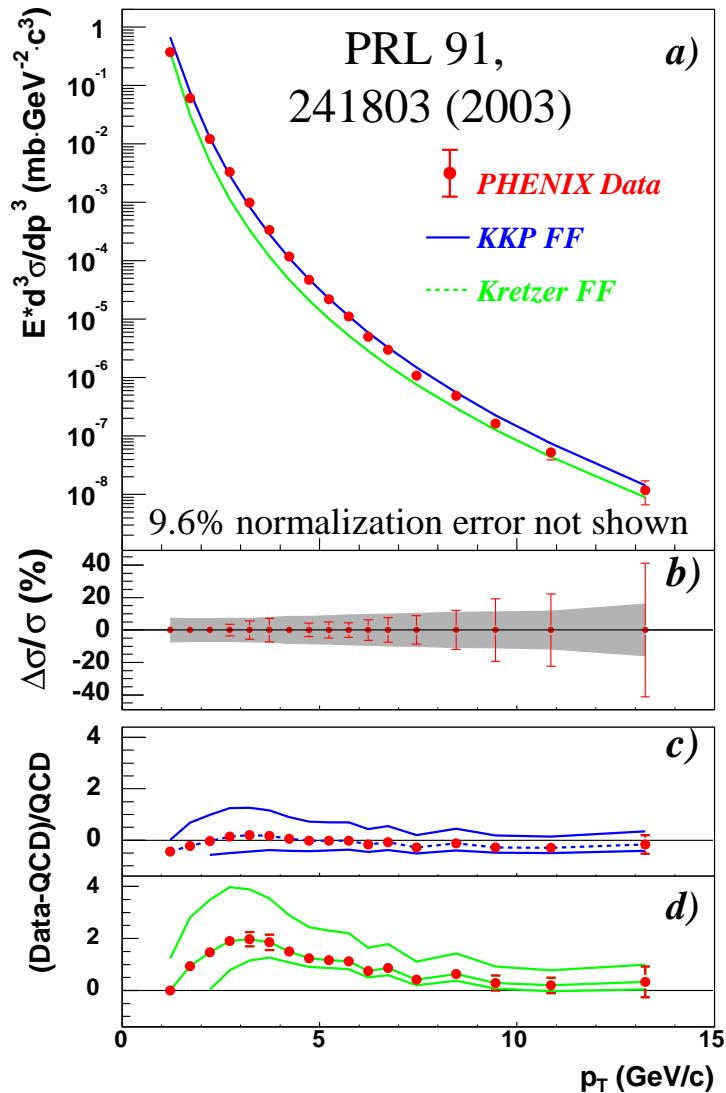 PRL 91,
241803 (2003)
a)
PHENIX Data
KKP FF
Kretzer FF
9.6% normalization error not shown
E*d³σ/dp³ (mb·GeV⁻²·c³)
1
10⁻¹
10⁻²
10⁻³
10⁻⁴
10⁻⁵
10⁻⁶
10⁻⁷
10⁻⁸
b)
Δσ/σ (%)
40
20
0
-20
-40
c)
(Data-QCD)/QCD
4
2
0
d)
4
2
0
0
5
10
15
p_T (GeV/c)